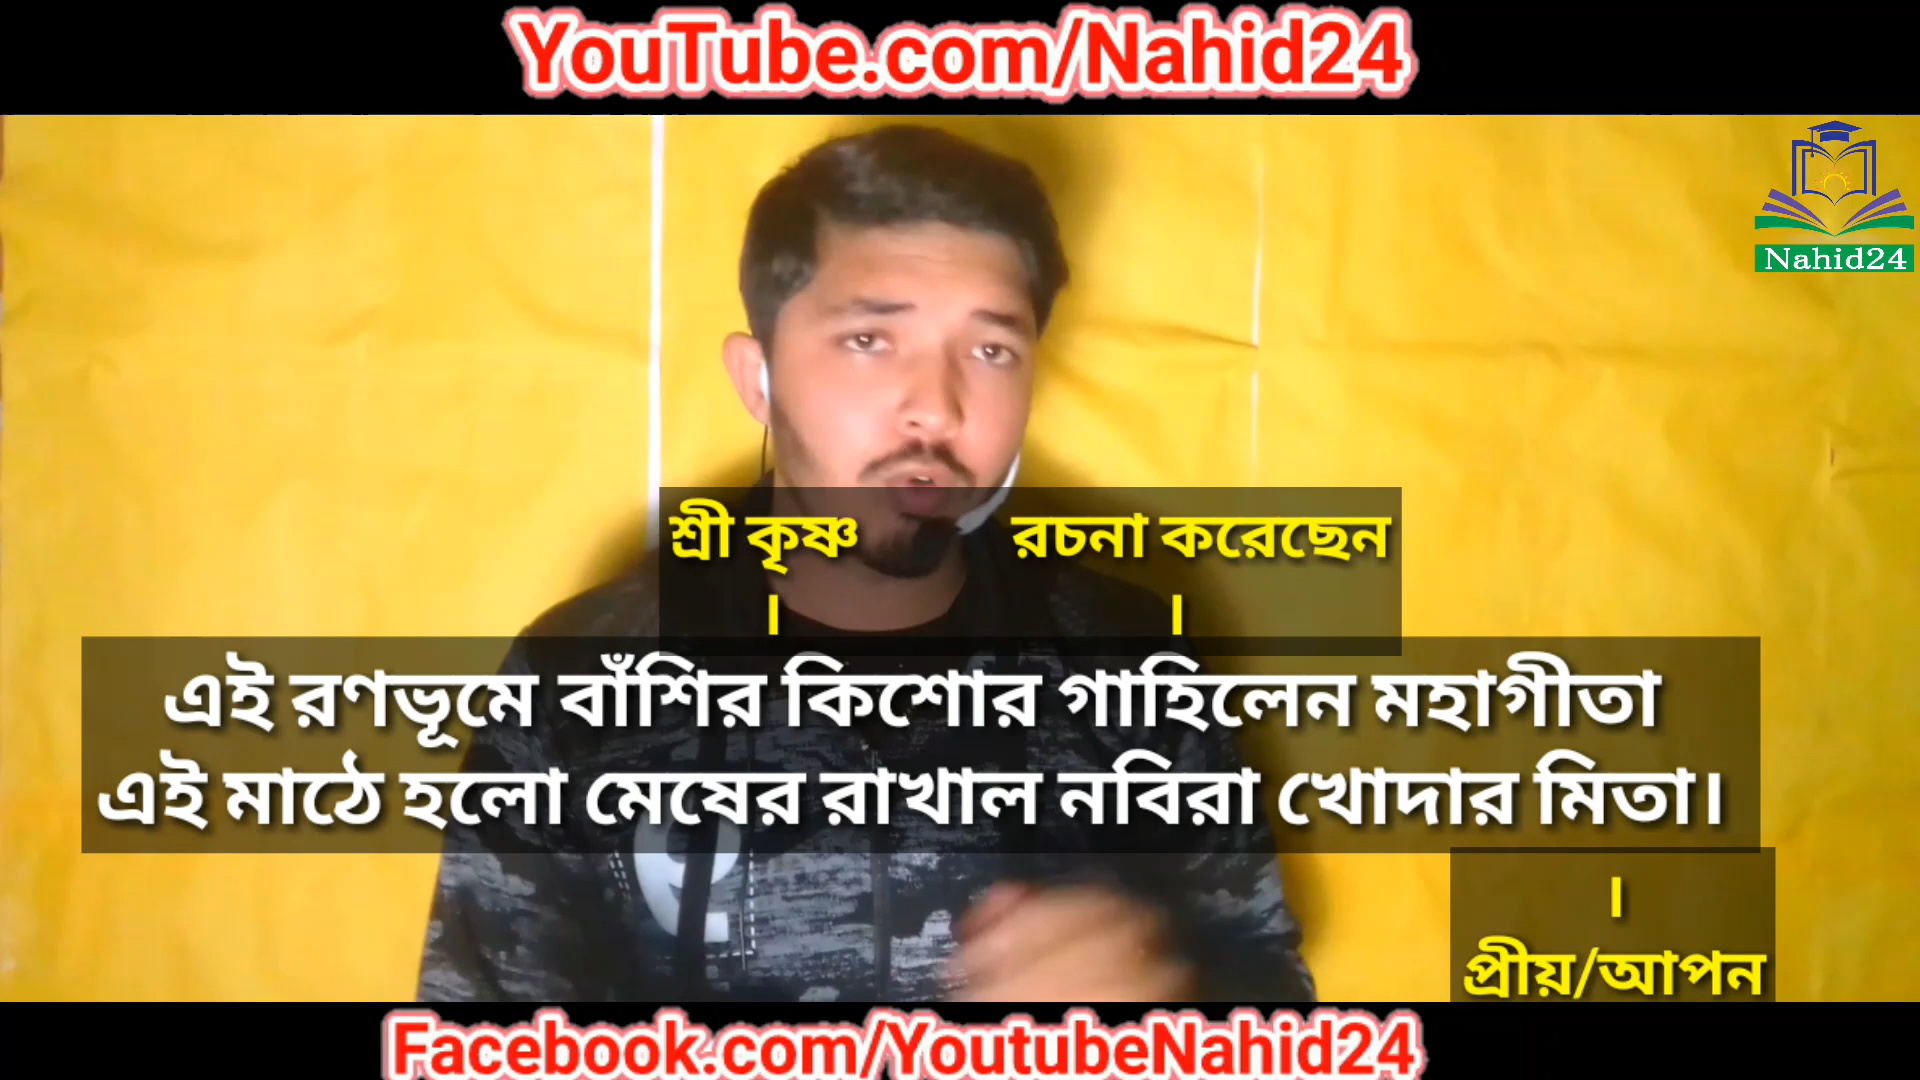 YouTube.com/Nahid24
Nahid24
শ্রী কৃষ্ণ রচনা করেছেন
। ।
এই রণভূমে বাঁশির কিশোর গাহিলেন মহাগীতা
এই মাঠে হলো মেষের রাখাল নবিরা খোদার মিতা।
।
প্রীয়/আপন
Facebook.com/YoutubeNahid24